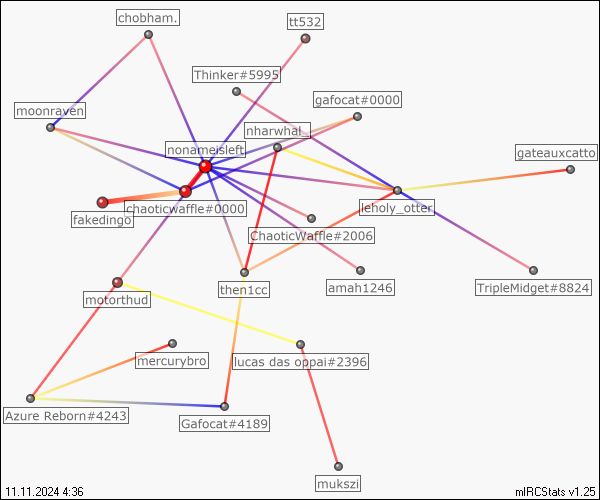 chobham.
tt532
Thinker#5995
gafocat#0000
moonraven
nharwhal_
nonameisleft
gateauxcatto
chaoticwaffle#0000
leholy_otter
fakedingo
ChaoticWaffle#2006
then1cc
amah1246
TripleMidget#8824
motorthud
mercurybro
lucas das oppai#2396
Azure Reborn#4243
Gafocat#4189
mukszi
11.11.2024 4:36
mIRCStats v1.25